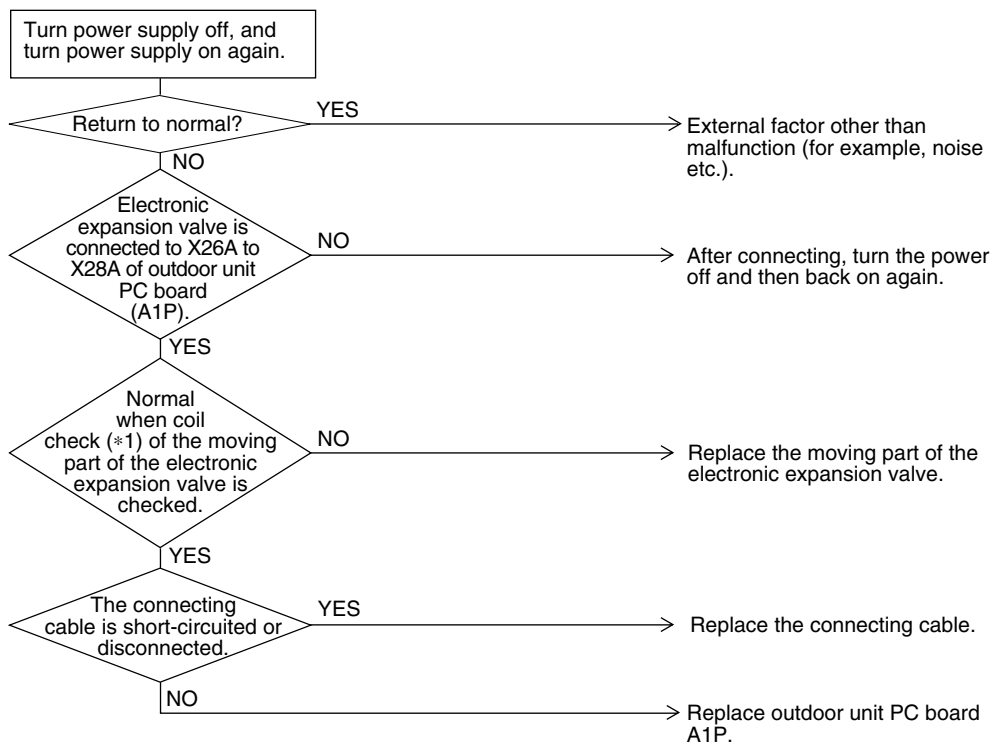 Turn power supply off, and
turn power supply on again.
Return to normal?
YES
External factor other than
malfunction (for example, noise
etc.).
NO
Electronic
expansion valve is
connected to X26A to
X28A of outdoor unit
PC board
(A1P).
NO
After connecting, turn the power
off and then back on again.
YES
Normal
when coil
check (*1) of the moving
part of the electronic
expansion valve is
checked.
NO
Replace the moving part of the
electronic expansion valve.
YES
The connecting
cable is short-circuited or
disconnected.
YES
Replace the connecting cable.
NO
Replace outdoor unit PC board
A1P.